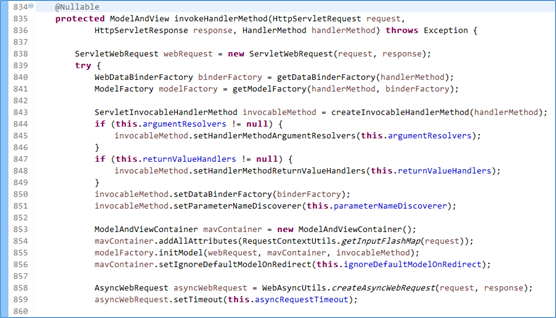 834 @Nullable
835 protected ModelAndView invokeHandlerMethod(HttpServletRequest request,
836 HttpServletResponse response, HandlerMethod handlerMethod) throws Exception {
837
838 ServletWebRequest webRequest = new ServletWebRequest(request, response);
839 try {
840 WebDataBinderFactory binderFactory = getDataBinderFactory(handlerMethod);
841 ModelFactory modelFactory = getModelFactory(handlerMethod, binderFactory);
842
843 ServletInvocableHandlerMethod invocableMethod = createInvocableHandlerMethod(handlerMethod);
844 if (this.argumentResolvers != null) {
845 invocableMethod.setHandlerMethodArgumentResolvers(this.argumentResolvers);
846 }
847 if (this.returnValueHandlers != null) {
848 invocableMethod.setHandlerMethodReturnValueHandlers(this.returnValueHandlers);
849 }
850 invocableMethod.setDataBinderFactory(binderFactory);
851 invocableMethod.setParameterNameDiscoverer(this.parameterNameDiscoverer);
852
853 ModelAndViewContainer mavContainer = new ModelAndViewContainer();
854 mavContainer.addAllAttributes(RequestContextUtils.getInputFlashMap(request));
855 modelFactory.initModel(webRequest, mavContainer, invocableMethod);
856 mavContainer.setIgnoreDefaultModelOnRedirect(this.ignoreDefaultModelOnRedirect);
857
858 AsyncWebRequest asyncWebRequest = WebAsyncUtils.createAsyncWebRequest(request, response);
859 asyncWebRequest.setTimeout(this.asyncRequestTimeout);
860